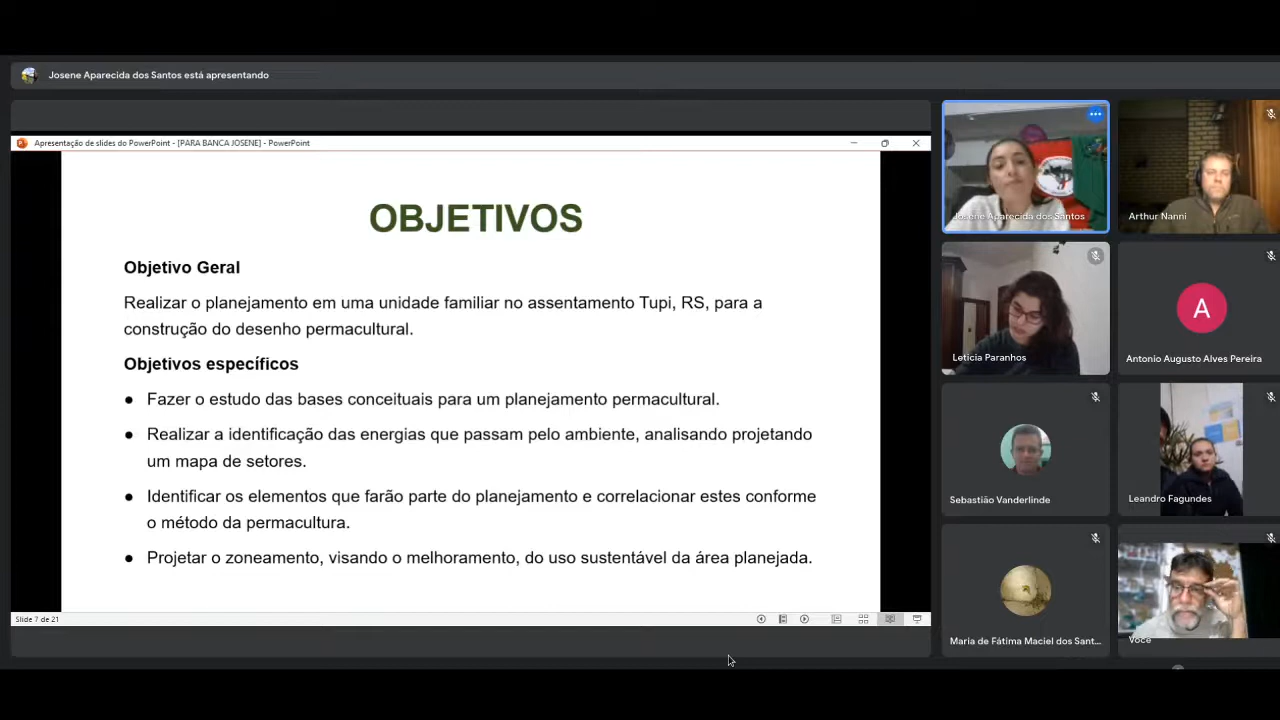 Josene Aparecida dos Santos está apresentando
Apresentação de slides do PowerPoint - [PARA BANCA JOSENE] - PowerPoint
OBJETIVOS
Objetivo Geral
Realizar o planejamento em uma unidade familiar no assentamento Tupi, RS, para a
construção do desenho permacultural.
Objetivos específicos
● Fazer o estudo das bases conceituais para um planejamento permacultural.
● Realizar a identificação das energias que passam pelo ambiente, analisando projetando
um mapa de setores.
● Identificar os elementos que farão parte do planejamento e correlacionar estes conforme
o método da permacultura.
● Projetar o zoneamento, visando o melhoramento, do uso sustentável da área planejada.
Slide 7 de 21
Josene Aparecida dos Santos
Arthur Nanni
Leticia Paranhos
A
Antonio Augusto Alves Pereira
Sebastião Vanderlinde
Leandro Fagundes
Maria de Fátima Maciel dos Sant...
Você